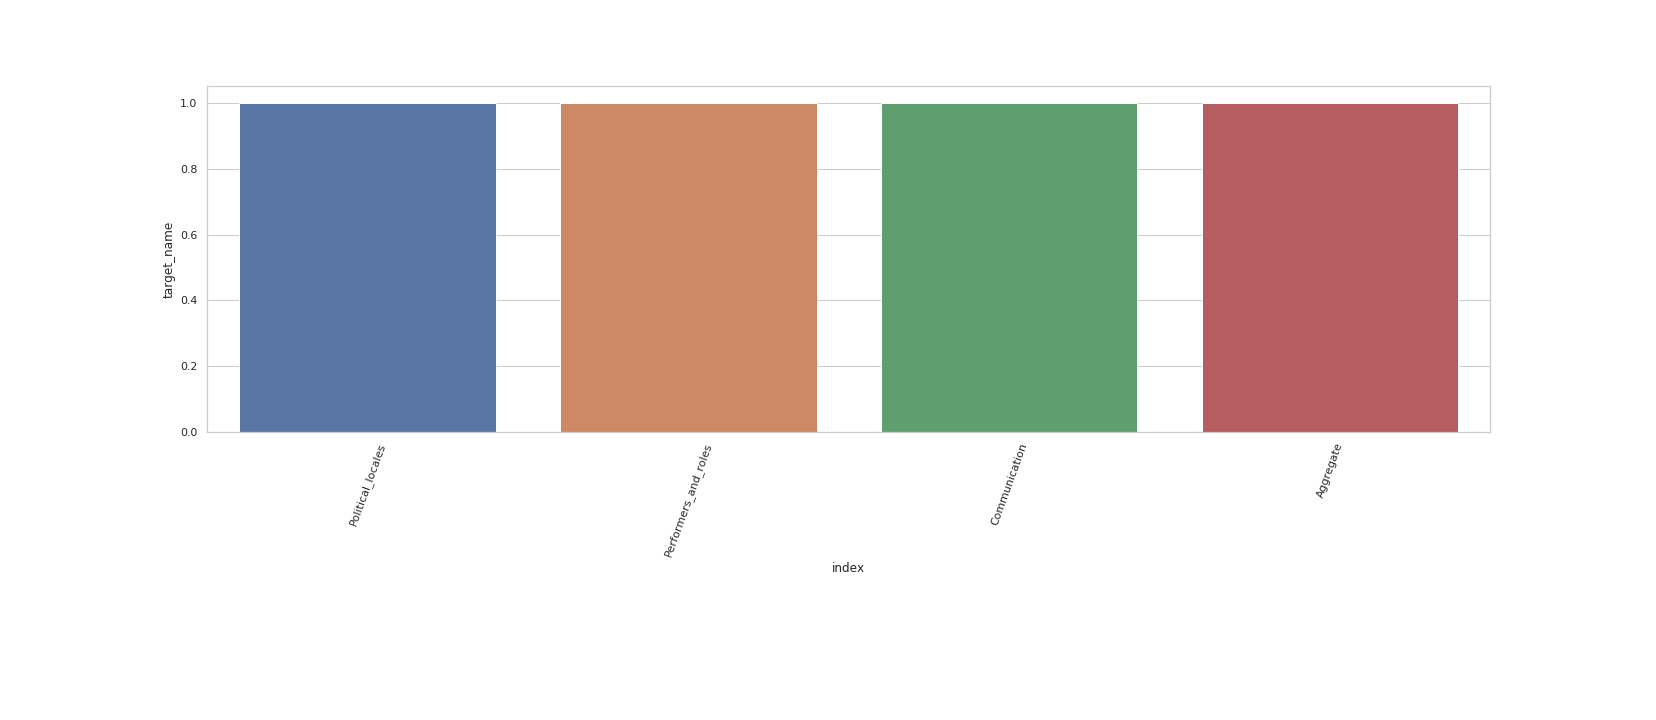 1.0
0.8
0.6
0.4
0.2
0.0
target_name
Political_locales
Performers_and_roles
Communication
Aggregate
index